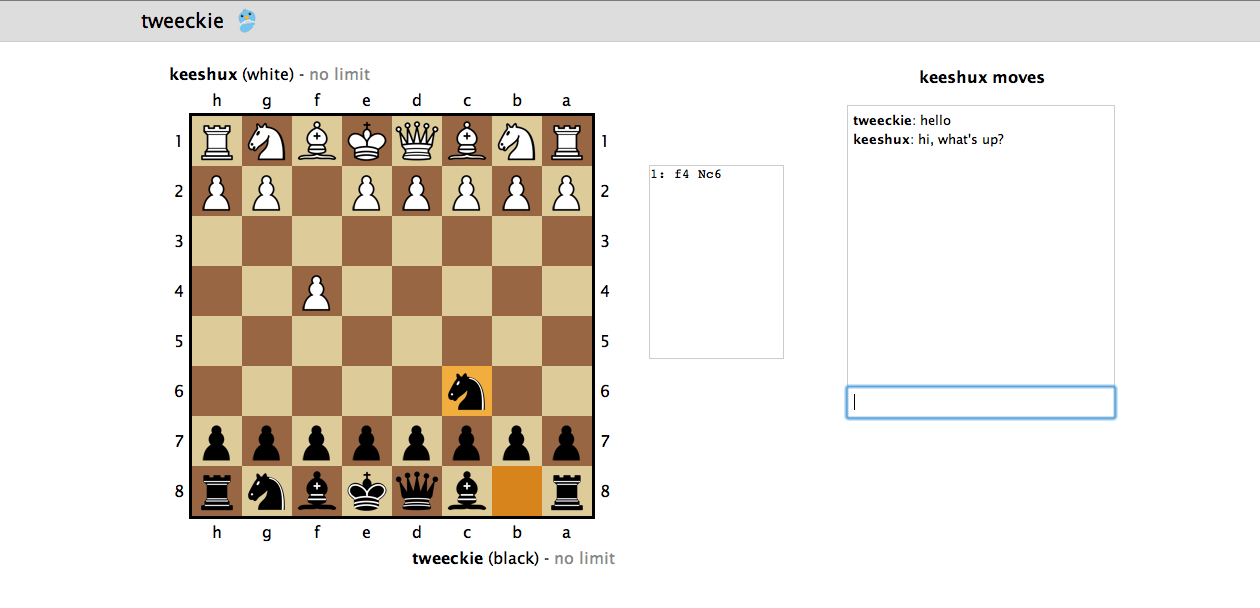 tweeckie
keeshux (white) - no limit
h g f e d c b a
1 1
2 2
3 3
4 4
5 5
6 6
7 7
8 8
h g f e d c b a
tweeckie (black) - no limit
1: f4 Nc6
keeshux moves
tweeckie: hello
keeshux: hi, what's up?